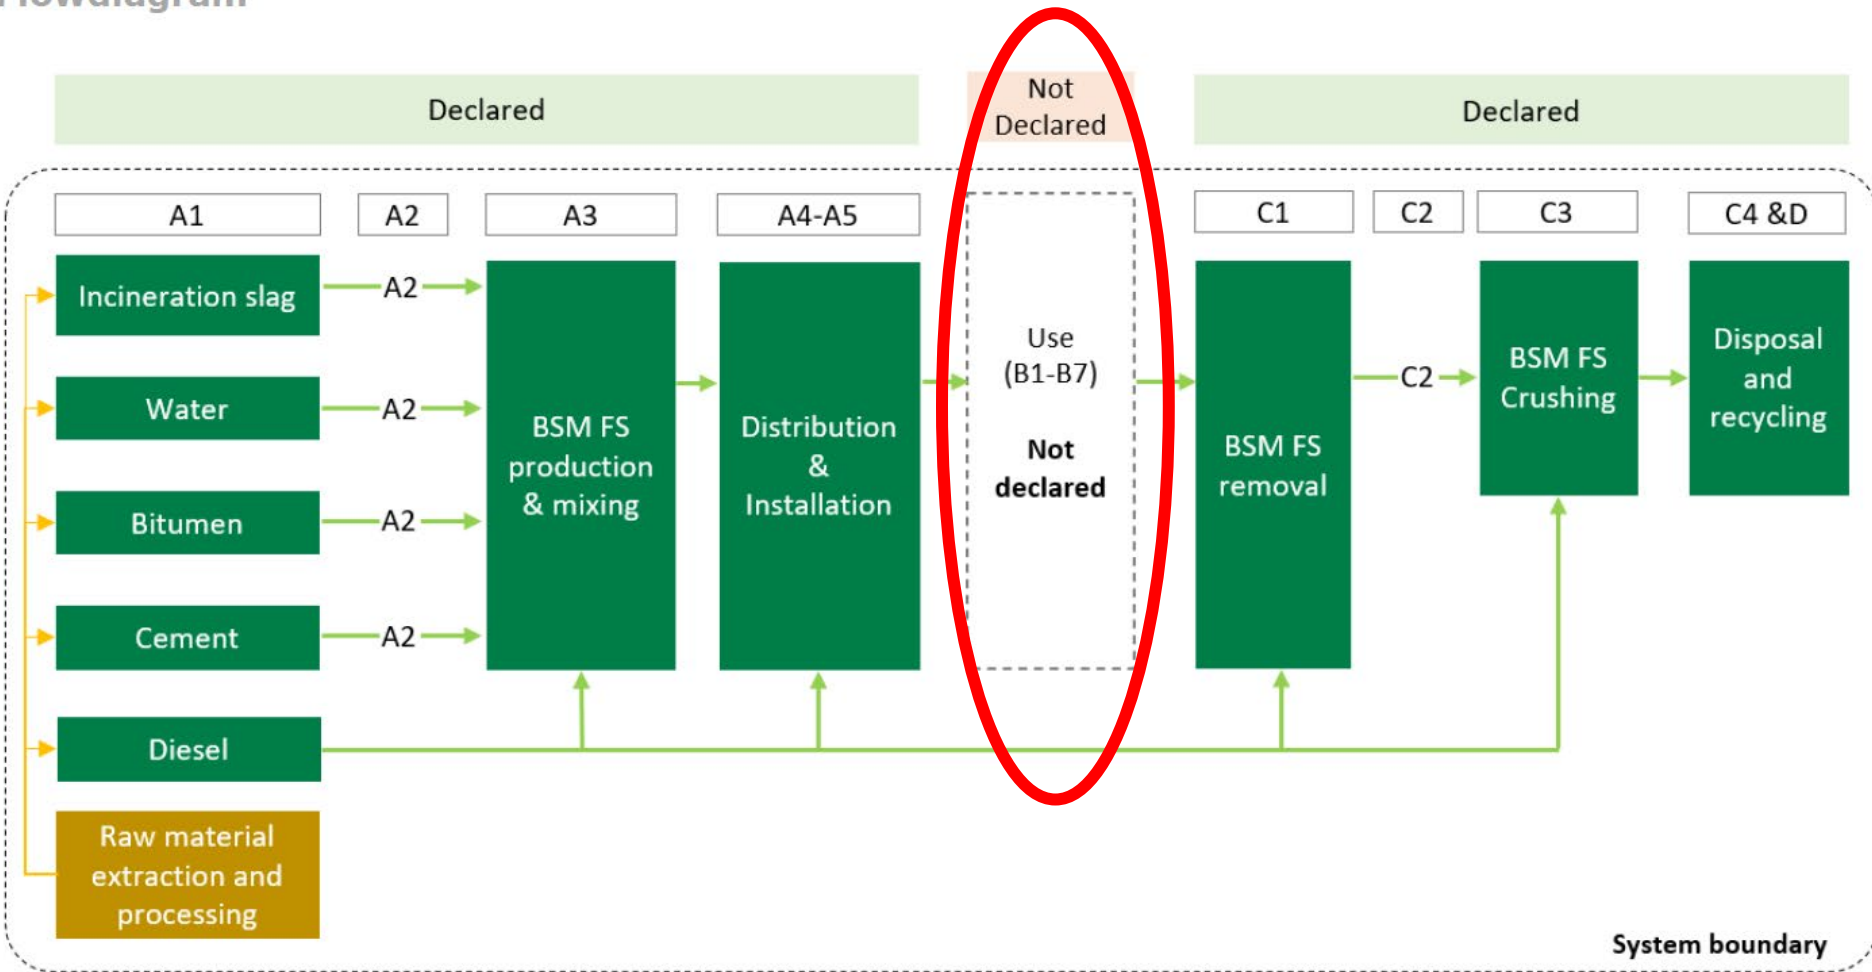 Flowdiagram
Declared
Not
Declared
Declared
A1
A2
A3
A4-A5
C1
C2
C3
C4 &D
Incineration slag
A2
Water
A2
Bitumen
A2
Cement
A2
Diesel
Raw material
extraction and
processing
BSM FS
production
& mixing
Distribution
&
Installation
Use
(B1-B7)
Not
declared
BSM FS
removal
C2
BSM FS
Crushing
Disposal
and
recycling
System boundary